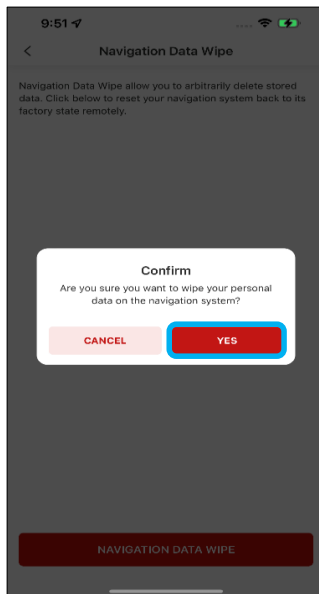 9:51
Navigation Data Wipe
Navigation Data Wipe allow you to arbitrarily delete stored
data. Click below to reset your navigation system back to its
factory state remotely.
Confirm
Are you sure you want to wipe your personal
data on the navigation system?
CANCEL
YES
NAVIGATION DATA WIPE